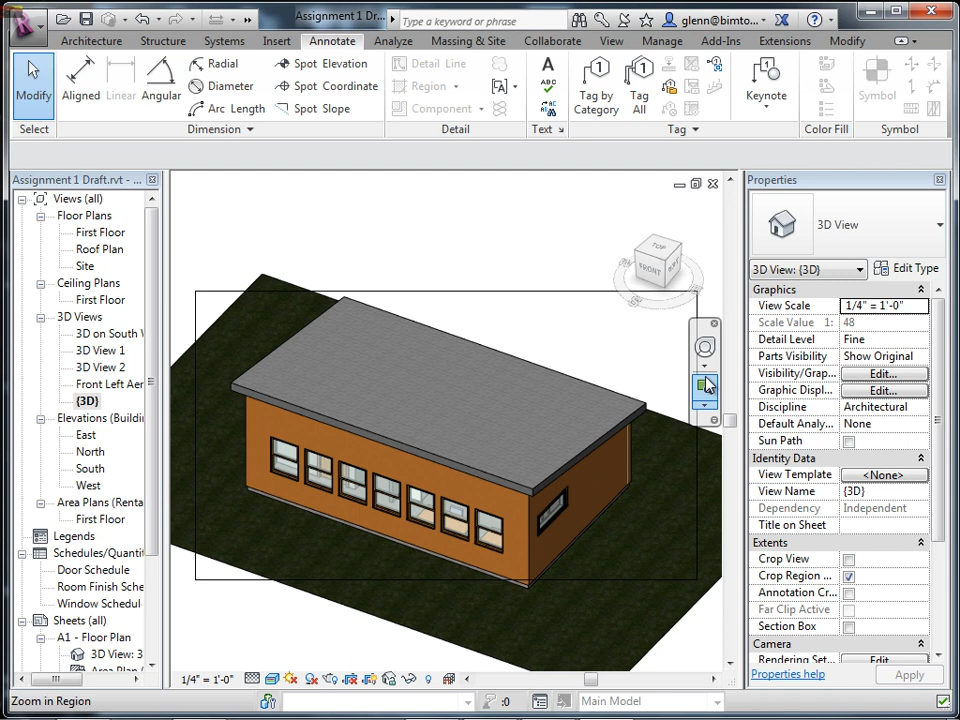 Assignment 1 Dr...
Type a keyword or phrase
glenn@bimto...
Architecture
Structure
Systems
Insert
Annotate
Analyze
Massing & Site
Collaborate
View
Manage
Add-Ins
Extensions
Modify
Modify
Aligned
Linear
Angular
Radial
Diameter
Arc Length
Spot Elevation
Spot Coordinate
Spot Slope
Detail Line
Region
Component
A
ABC
Tag by
Category
Tag
All
Keynote
Symbol
Select
Dimension
Detail
Text
Tag
Color Fill
Symbol
Assignment 1 Draft.rvt - ...
Views (all)
Floor Plans
First Floor
Roof Plan
Site
Ceiling Plans
First Floor
3D Views
3D on South
3D View 1
3D View 2
Front Left Aer
{3D}
Elevations (Buildin
East
North
South
West
Area Plans (Renta
First Floor
Legends
Schedules/Quantit
Door Schedule
Room Finish Sche
Window Schedul
Sheets (all)
A1 - Floor Plan
3D View: 3
Area Plan
TOP
FRONT
Properties
3D View
3D View: {3D}
Edit Type
Graphics
View Scale
1/4" = 1'-0"
Scale Value 1:
48
Detail Level
Fine
Parts Visibility
Show Original
Visibility/Grap...
Edit...
Graphic Displ...
Edit...
Discipline
Architectural
Default Analy...
None
Sun Path
Identity Data
View Template
<None>
View Name
{3D}
Dependency
Independent
Title on Sheet
Extents
Crop View
Crop Region ...
Annotation Cr...
Far Clip Active
Section Box
Camera
Rendering Set...
Edit...
Properties help
Apply
1/4" = 1'-0"
Zoom in Region
:0
Main Model